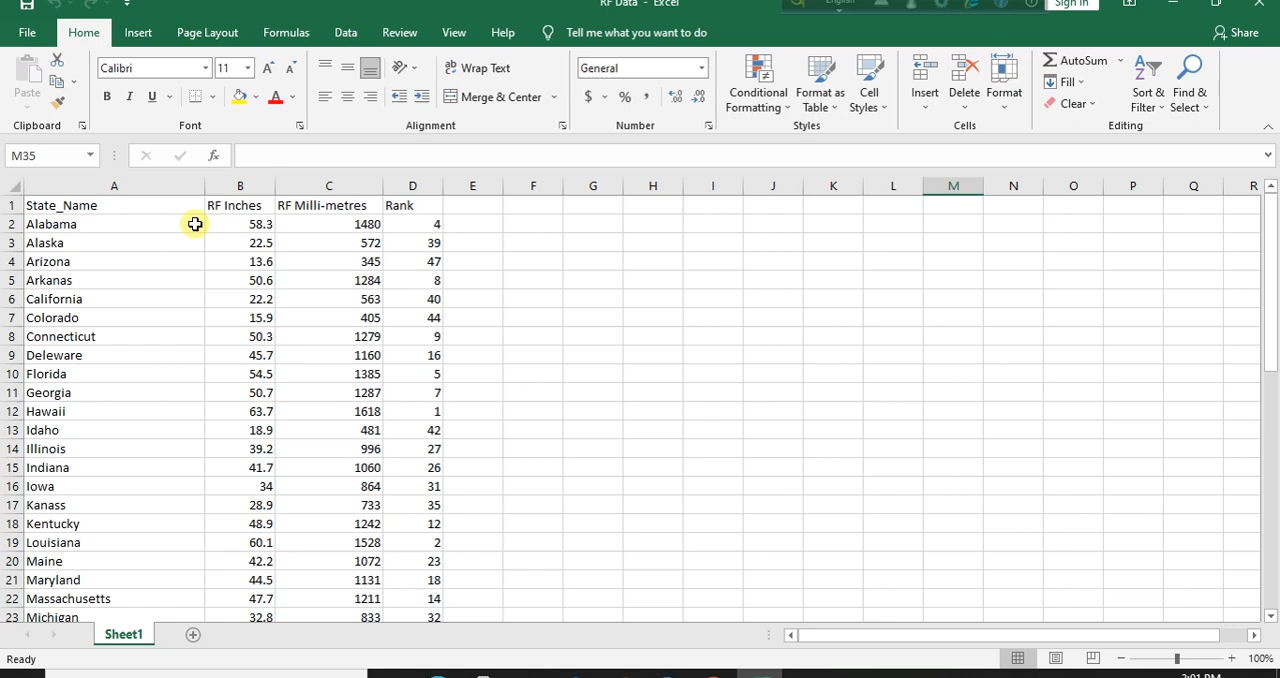 RF Data - Excel
English
Sign in
File Home Insert Page Layout Formulas Data Review View Help Tell me what you want to do Share
Paste
Calibri 11
B I U
Wrap Text
Merge & Center
General
$ % ,
Conditional Formatting
Format as Table
Cell Styles
Insert Delete Format
AutoSum
Fill
Clear
Sort & Filter
Find & Select
Clipboard Font Alignment Number Styles Cells Editing
M35 fx
A B C D E F G H I J K L M N O P Q R
1 State_Name RF Inches RF Milli-metres Rank
2 Alabama 58.3 1480 4
3 Alaska 22.5 572 39
4 Arizona 13.6 345 47
5 Arkanas 50.6 1284 8
6 California 22.2 563 40
7 Colorado 15.9 405 44
8 Connecticut 50.3 1279 9
9 Deleware 45.7 1160 16
10 Florida 54.5 1385 5
11 Georgia 50.7 1287 7
12 Hawaii 63.7 1618 1
13 Idaho 18.9 481 42
14 Illinois 39.2 996 27
15 Indiana 41.7 1060 26
16 Iowa 34 864 31
17 Kanass 28.9 733 35
18 Kentucky 48.9 1242 12
19 Louisiana 60.1 1528 2
20 Maine 42.2 1072 23
21 Maryland 44.5 1131 18
22 Massachusetts 47.7 1211 14
23 Michigan 32.8 833 32
Sheet1
Ready 100%
2:01 PM